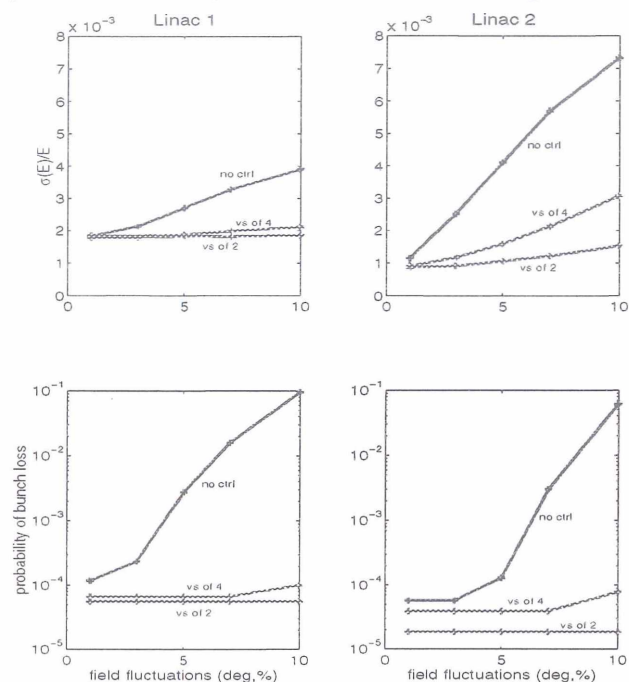 Linac 1
× 10⁻³
8
7
6
5
4
3
2
1
0
σ(E)/E
no ctrl
vs of 4
vs of 2
0
5
10
Linac 2
× 10⁻³
8
7
6
5
4
3
2
1
0
no ctrl
vs of 4
vs of 2
0
5
10
10⁻¹
10⁻²
10⁻³
10⁻⁴
10⁻⁵
probability of bunch loss
no ctrl
vs of 4
vs of 2
0
5
10
field fluctuations (deg,%)
10⁻¹
10⁻²
10⁻³
10⁻⁴
10⁻⁵
no ctrl
vs of 4
vs of 2
0
5
10
field fluctuations (deg,%)